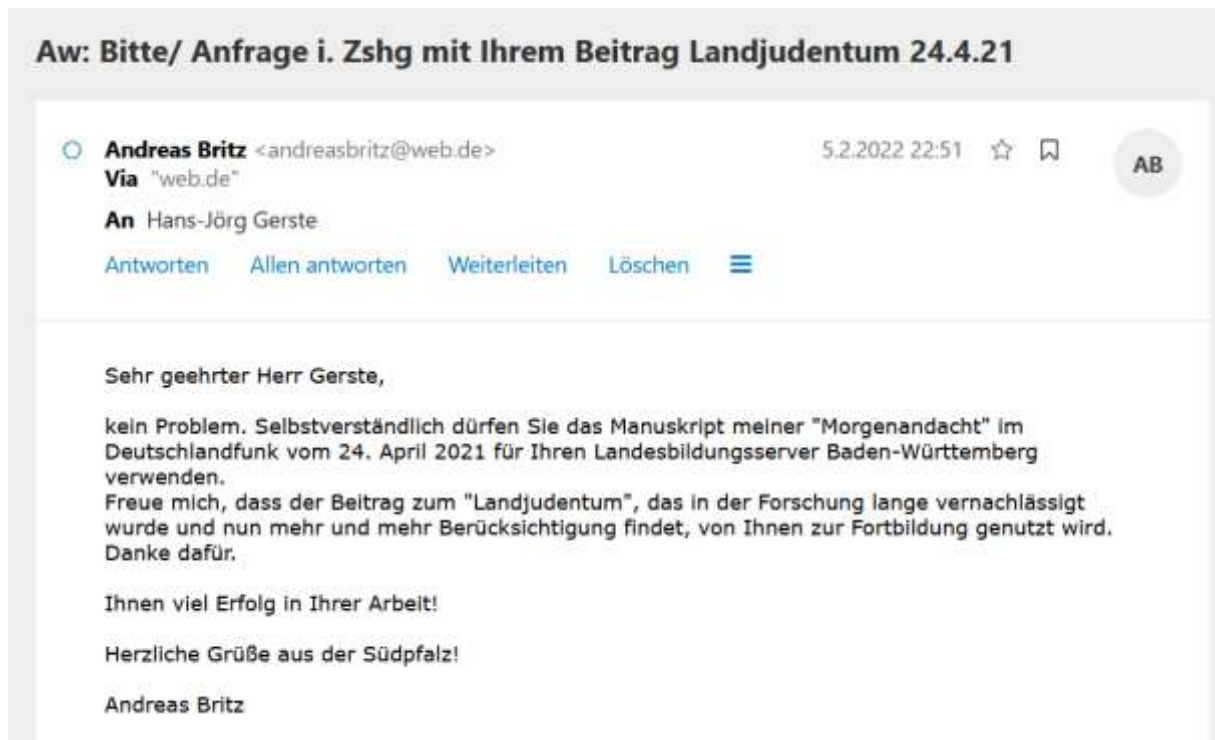 Aw: Bitte/ Anfrage i. Zshg mit Ihrem Beitrag Landjudentum 24.4.21
Andreas Britz <andreasbritz@web.de> 5.2.2022 22:51
AB
Via "web.de"
An Hans-Jörg Gerste
Antworten Allen antworten Weiterleiten Löschen
Sehr geehrter Herr Gerste,
kein Problem. Selbstverständlich dürfen Sie das Manuskript meiner "Morgenandacht" im
Deutschlandfunk vom 24. April 2021 für Ihren Landesbildungsserver Baden-Württemberg
verwenden.
Freue mich, dass der Beitrag zum "Landjudentum", das in der Forschung lange vernachlässigt
wurde und nun mehr und mehr Berücksichtigung findet, von Ihnen zur Fortbildung genutzt wird.
Danke dafür.
Ihnen viel Erfolg in Ihrer Arbeit!
Herzliche Grüße aus der Südpfalz!
Andreas Britz